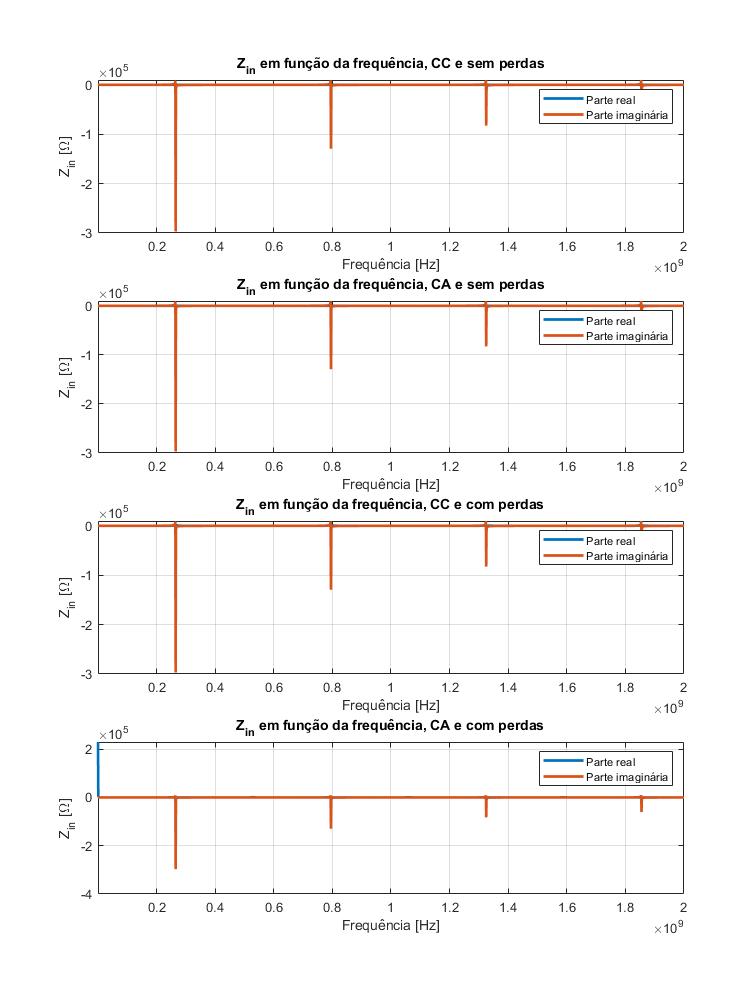 Z_in em função da frequência, CC e sem perdas
×10^5
0
-1
-2
-3
Z_in [Ω]
Parte real
Parte imaginária
0.2 0.4 0.6 0.8 1 1.2 1.4 1.6 1.8 2
Frequência [Hz]
×10^9
Z_in em função da frequência, CA e sem perdas
×10^5
0
-1
-2
-3
Z_in [Ω]
Parte real
Parte imaginária
0.2 0.4 0.6 0.8 1 1.2 1.4 1.6 1.8 2
Frequência [Hz]
×10^9
Z_in em função da frequência, CC e com perdas
×10^5
0
-1
-2
-3
Z_in [Ω]
Parte real
Parte imaginária
0.2 0.4 0.6 0.8 1 1.2 1.4 1.6 1.8 2
Frequência [Hz]
×10^9
Z_in em função da frequência, CA e com perdas
×10^5
2
0
-2
-4
Z_in [Ω]
Parte real
Parte imaginária
0.2 0.4 0.6 0.8 1 1.2 1.4 1.6 1.8 2
Frequência [Hz]
×10^9